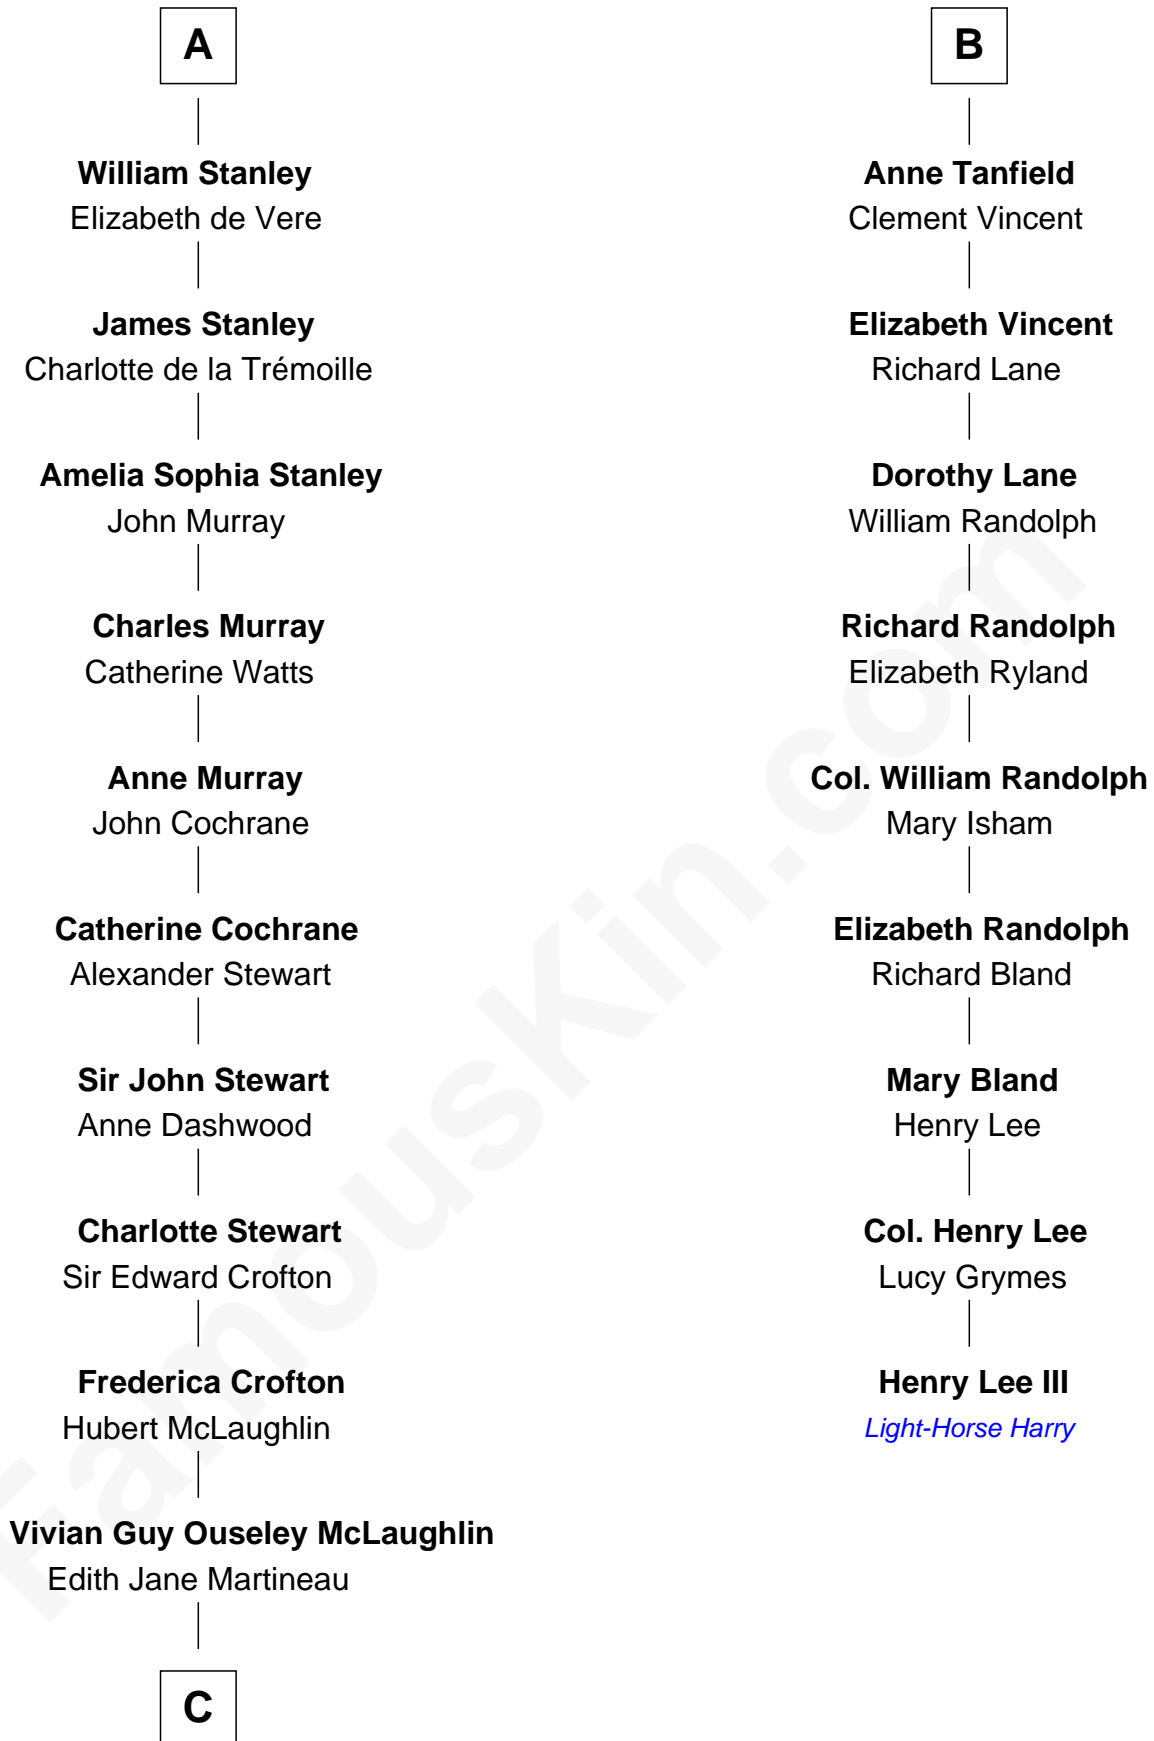 A
William Stanley
Elizabeth de Vere
James Stanley
Charlotte de la Trémoille
Amelia Sophia Stanley
John Murray
Charles Murray
Catherine Watts
Anne Murray
John Cochrane
Catherine Cochrane
Alexander Stewart
Sir John Stewart
Anne Dashwood
Charlotte Stewart
Sir Edward Crofton
Frederica Crofton
Hubert McLaughlin
Vivian Guy Ouseley McLaughlin
Edith Jane Martineau
C
B
Anne Tanfield
Clement Vincent
Elizabeth Vincent
Richard Lane
Dorothy Lane
William Randolph
Richard Randolph
Elizabeth Ryland
Col. William Randolph
Mary Isham
Elizabeth Randolph
Richard Bland
Mary Bland
Henry Lee
Col. Henry Lee
Lucy Grymes
Henry Lee III
Light-Horse Harry
FamousKin.com